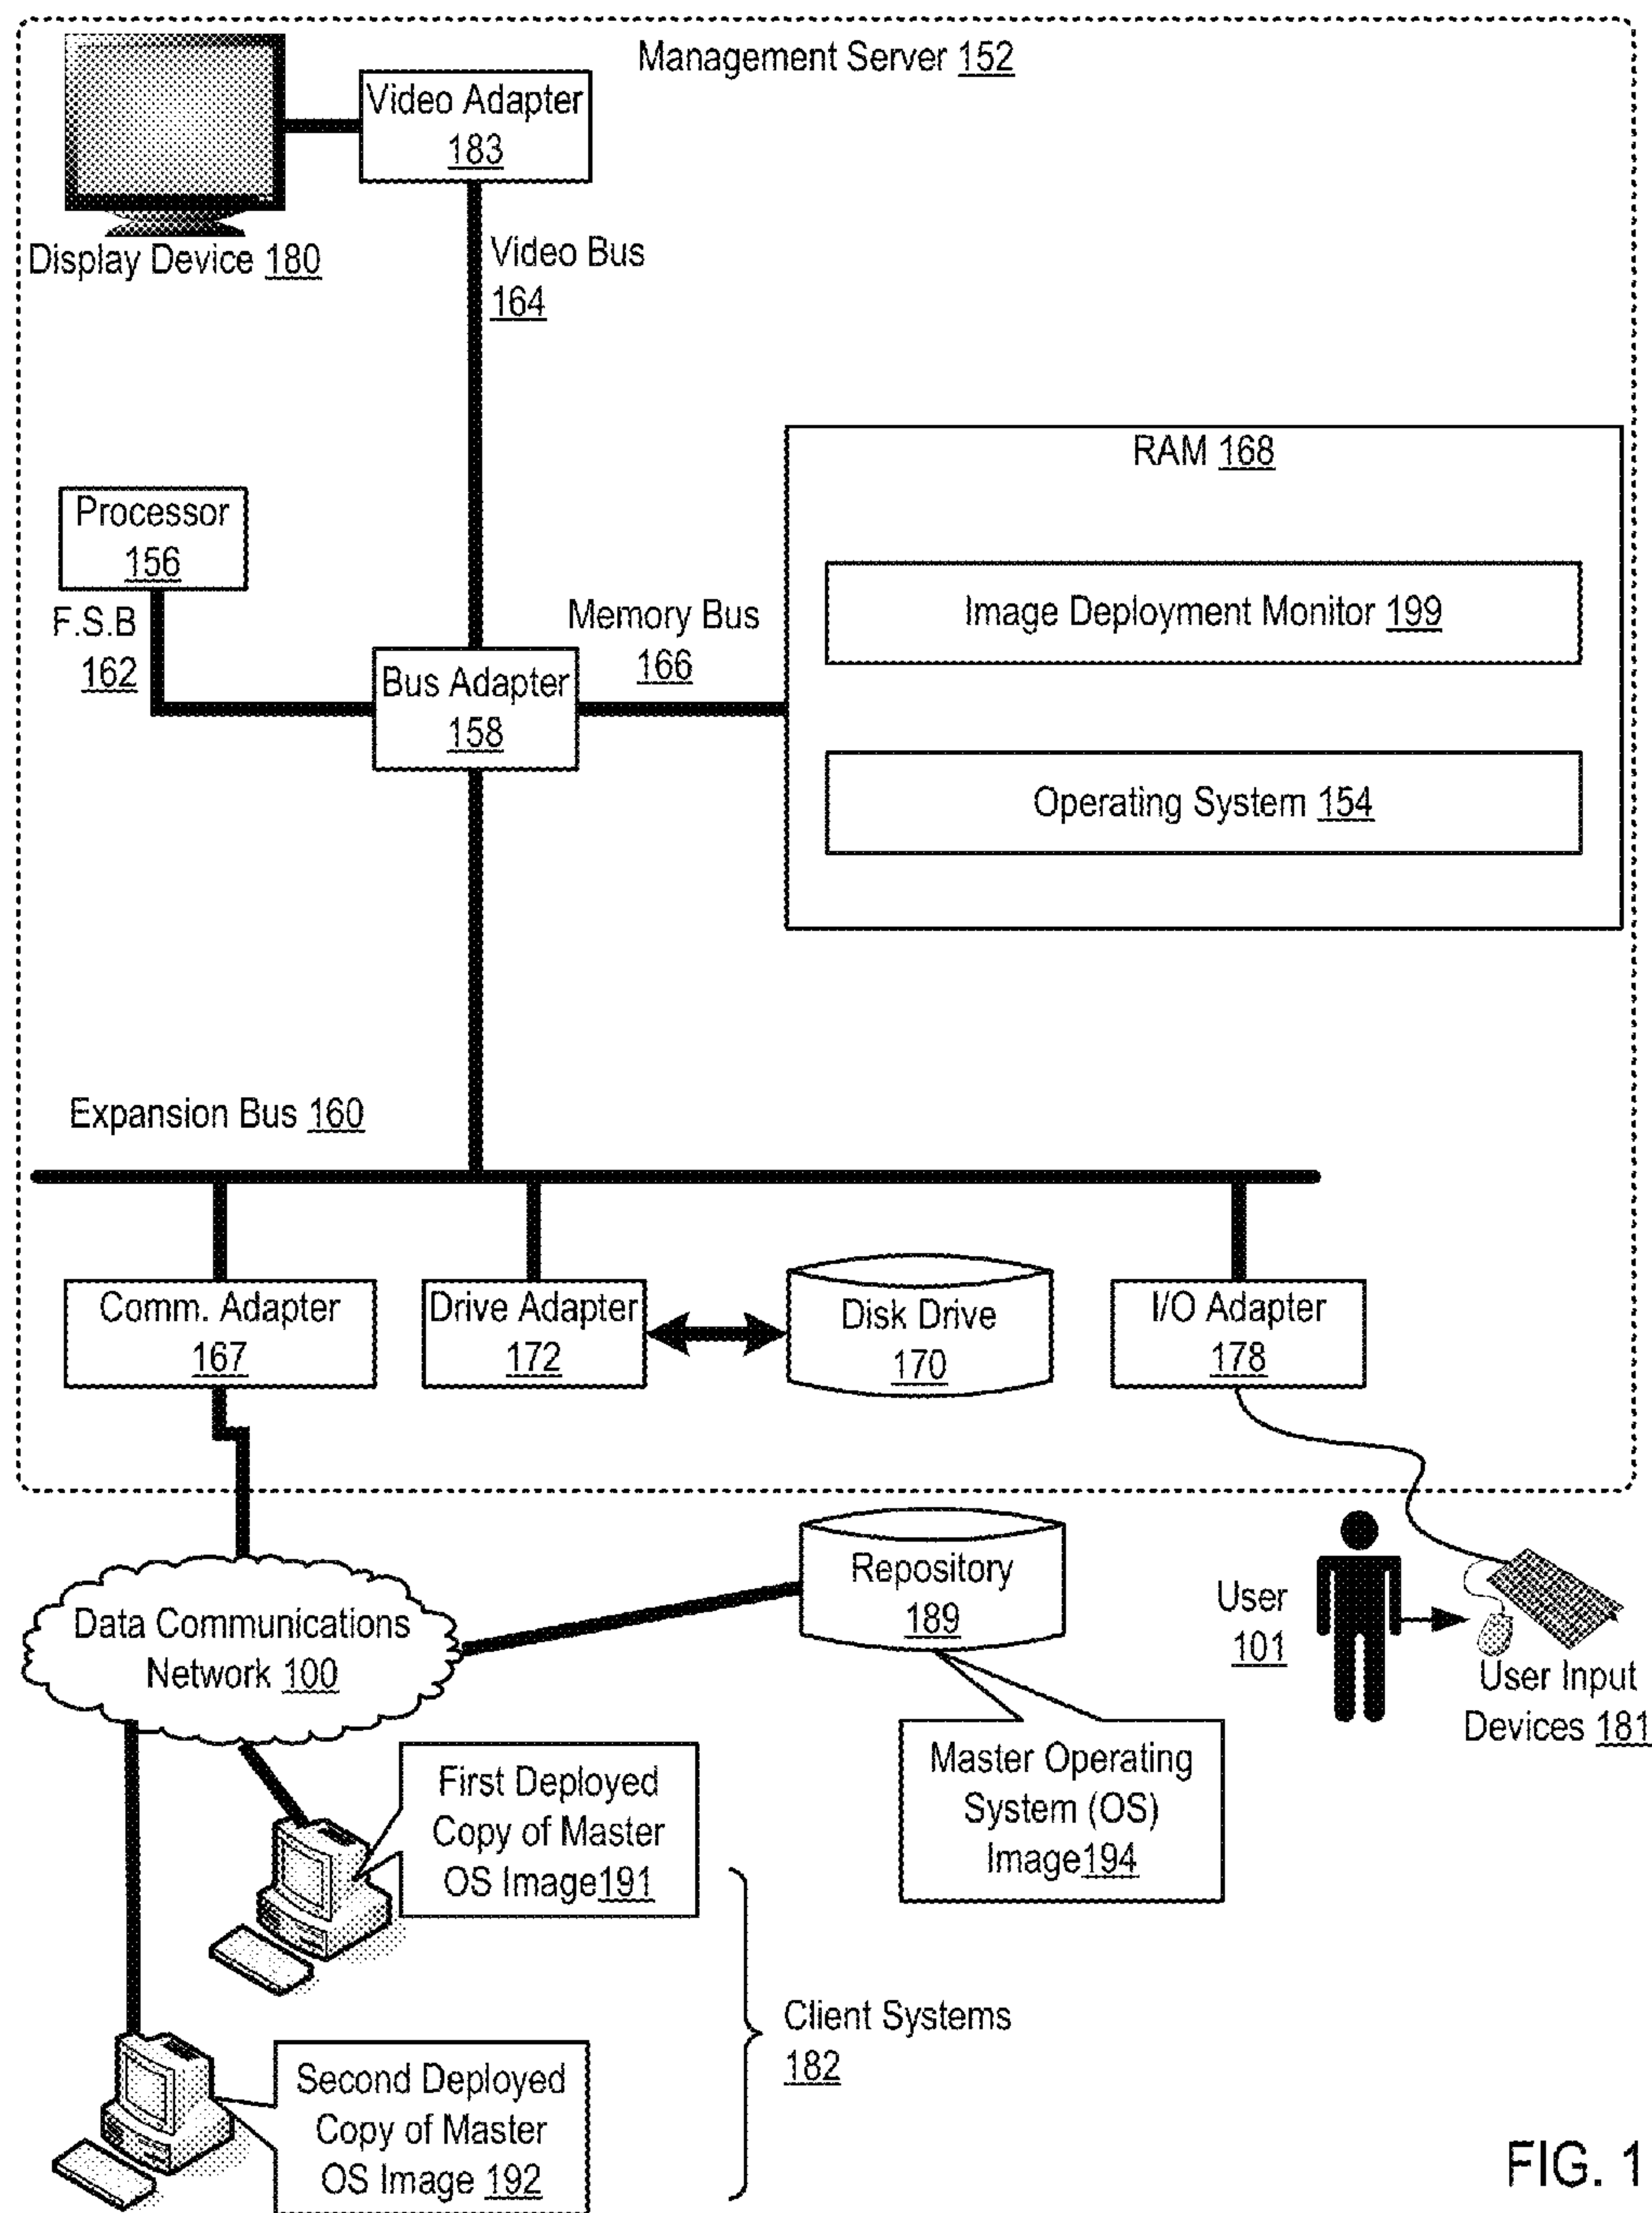 Management Server 152
Video Adapter
183
Display Device 180
Video Bus
164
RAM 168
Processor
156
Image Deployment Monitor 199
F.S.B
162
Memory Bus
166
Bus Adapter
158
Operating System 154
Expansion Bus 160
Comm. Adapter
167
Drive Adapter
172
Disk Drive
170
I/O Adapter
178
Data Communications
Network 100
Repository
189
User
101
User Input
Devices 181
Master Operating
System (OS)
Image194
First Deployed
Copy of Master
OS Image191
Client Systems
182
Second Deployed
Copy of Master
OS Image 192
FIG. 1